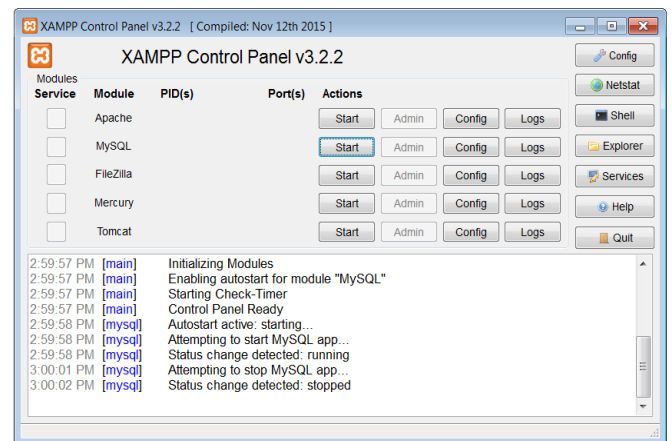 XAMPP Control Panel v3.2.2 [ Compiled: Nov 12th 2015 ]
XAMPP Control Panel v3.2.2
Config
Modules
Service Module PID(s) Port(s) Actions
Netstat
Apache Start Admin Config Logs
Shell
MySQL Start Admin Config Logs
Explorer
FileZilla Start Admin Config Logs
Services
Mercury Start Admin Config Logs
Help
Tomcat Start Admin Config Logs
Quit
2:59:57 PM [main] Initializing Modules
2:59:57 PM [main] Enabling autostart for module "MySQL"
2:59:57 PM [main] Starting Check-Timer
2:59:57 PM [main] Control Panel Ready
2:59:58 PM [mysql] Autostart active: starting...
2:59:58 PM [mysql] Attempting to start MySQL app...
2:59:58 PM [mysql] Status change detected: running
3:00:01 PM [mysql] Attempting to stop MySQL app...
3:00:02 PM [mysql] Status change detected: stopped